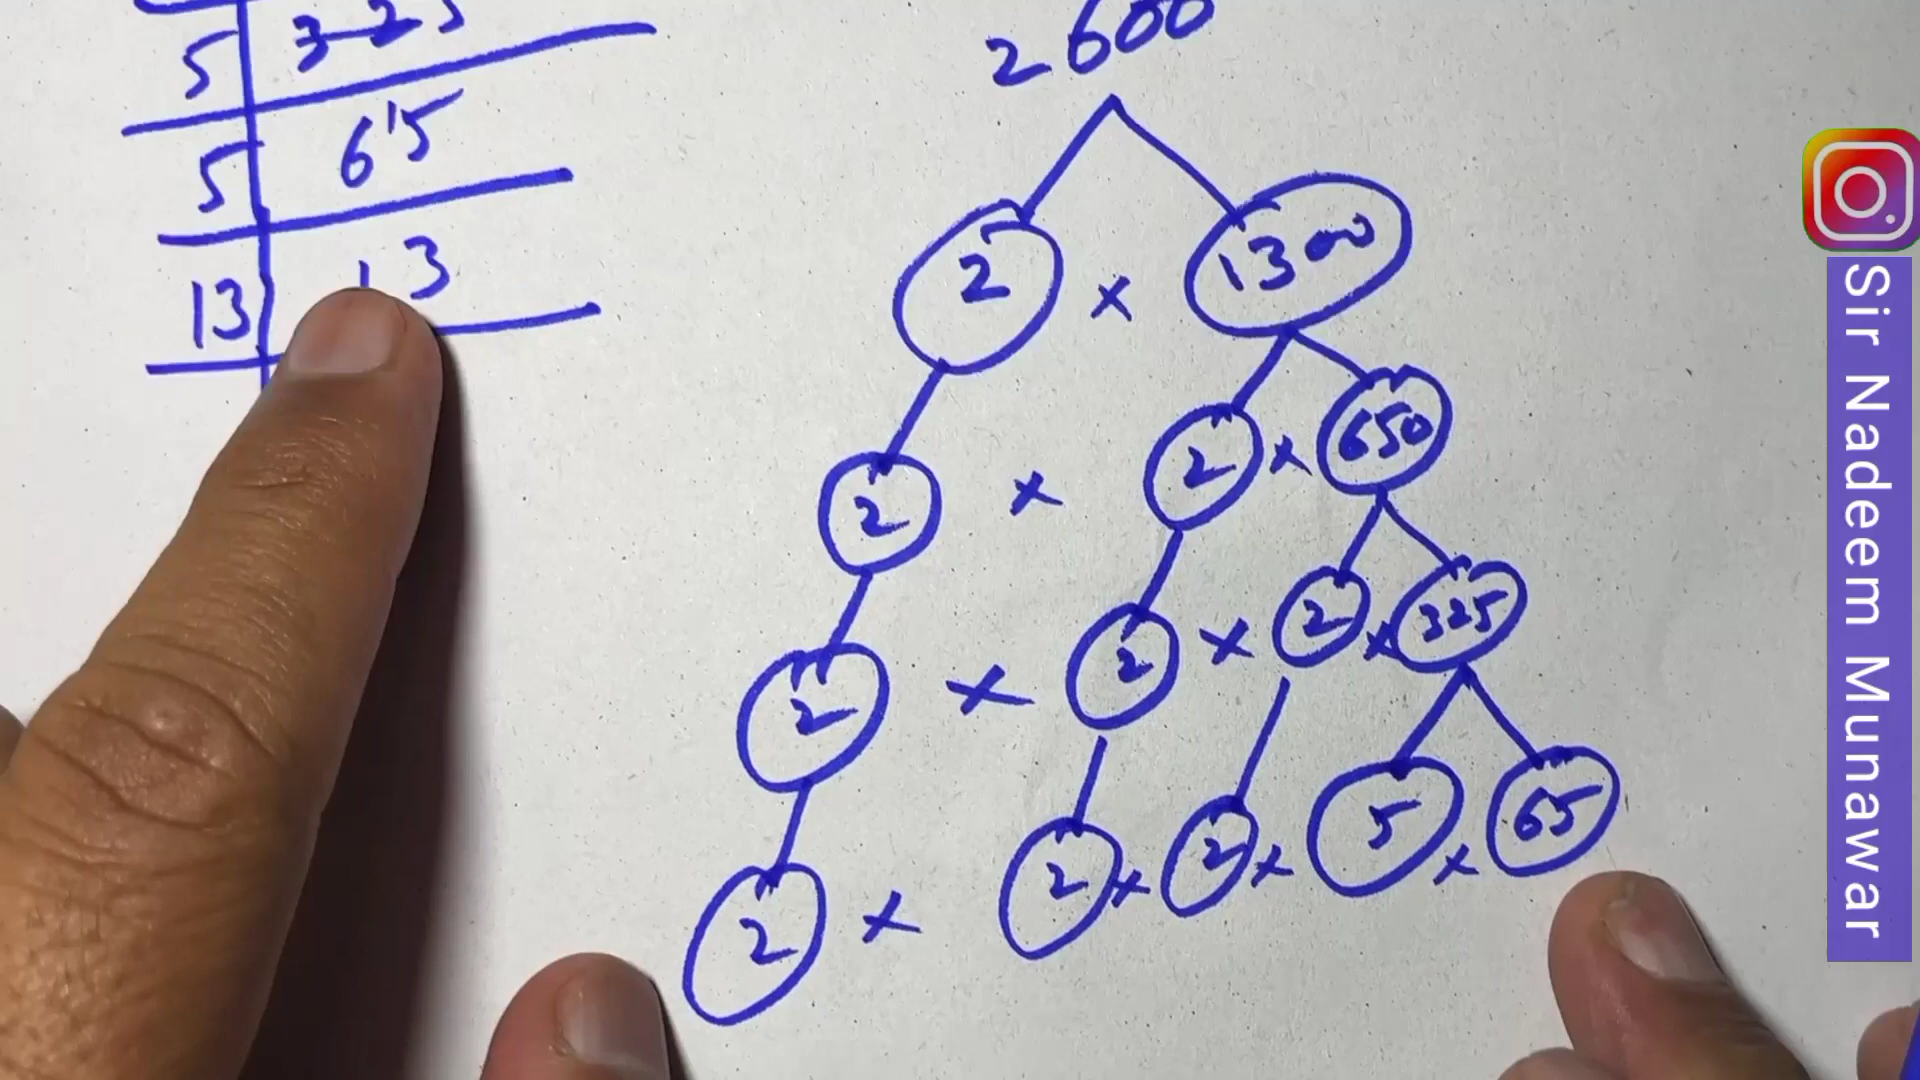 5 325
5 65
13 13
2600
2 x 1300
2 x 2 x 650
2 x 2 x 2 x 325
2 x 2 x 2 x 5 x 65
Sir Nadeem Munawar